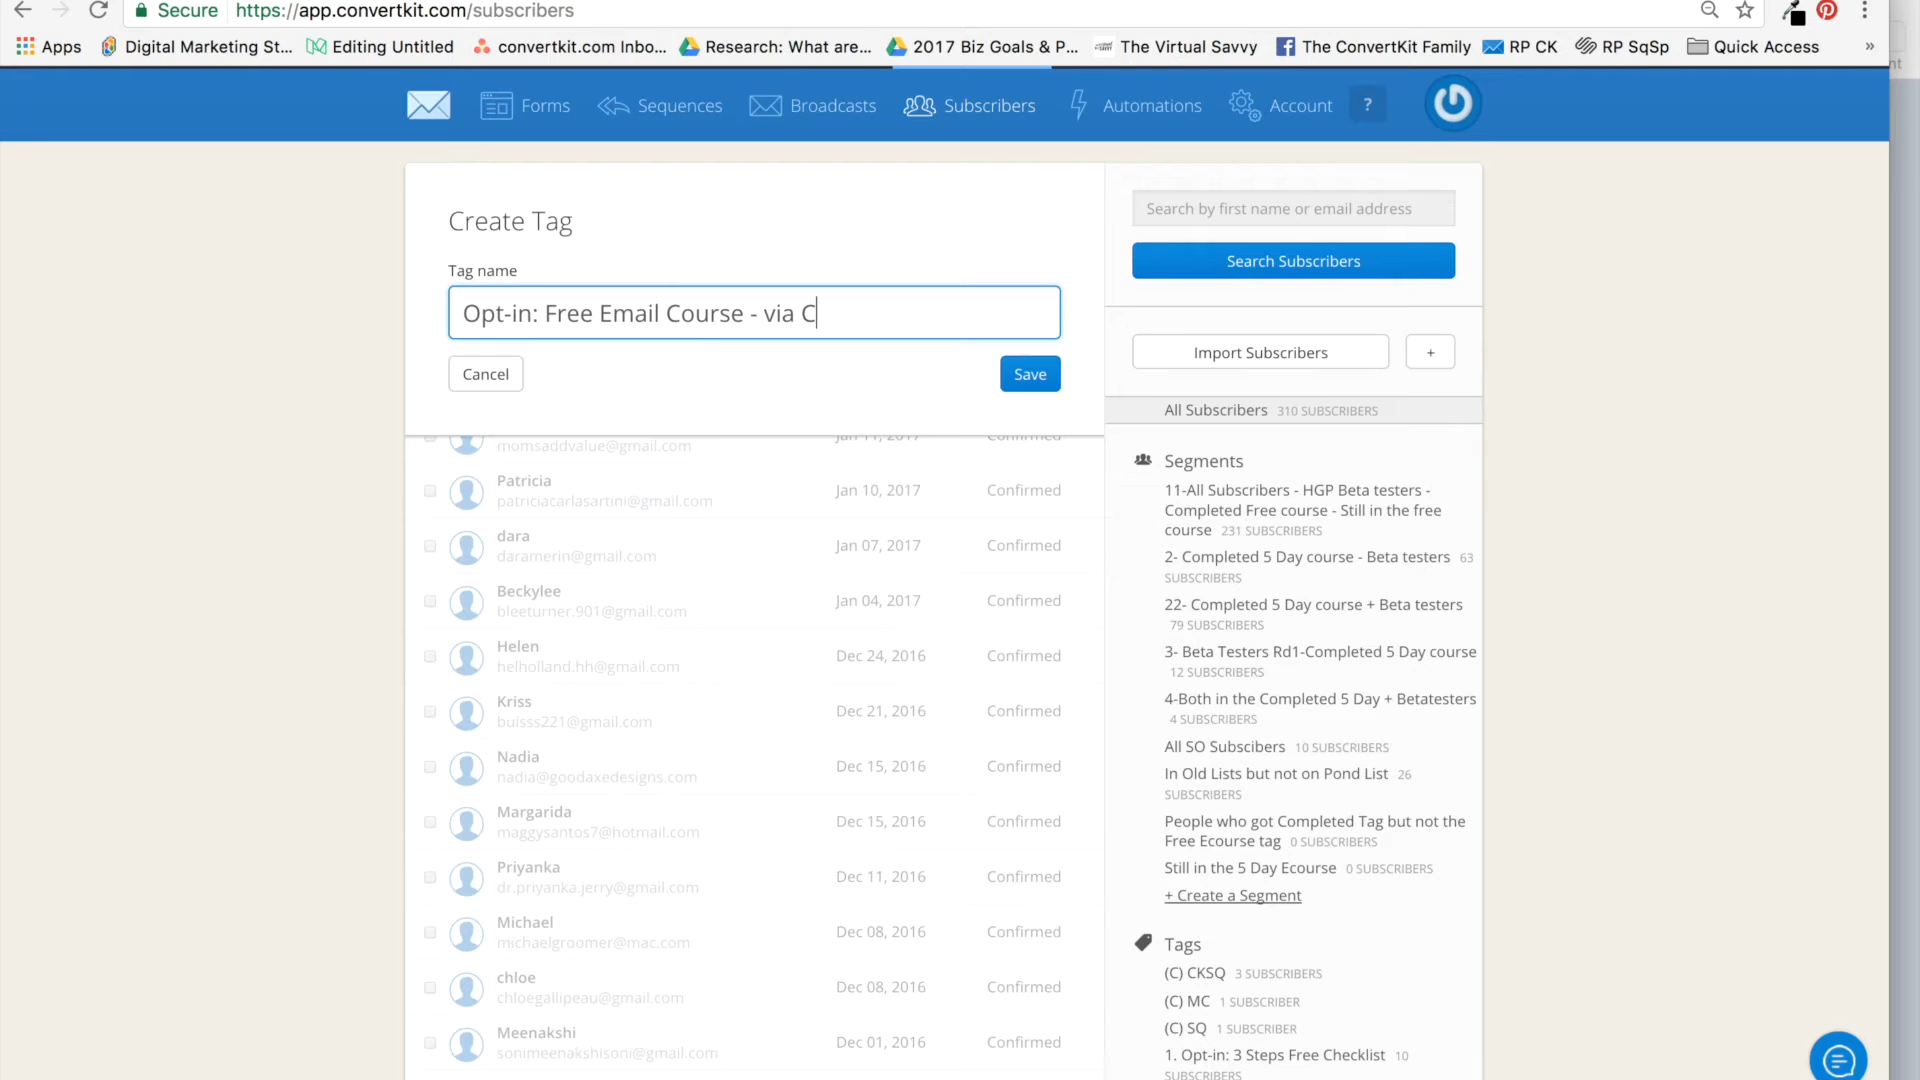 Secure https://app.convertkit.com/subscribers
Apps Digital Marketing St... Editing Untitled convertkit.com Inbo... Research: What are... 2017 Biz Goals & P... The Virtual Savvy The ConvertKit Family RP CK RP SqSp Quick Access »
nt
Forms Sequences Broadcasts Subscribers Automations Account ?
Create Tag
Tag name
Opt-in: Free Email Course - via C
Cancel Save
momsaddvalue@gmail.com Jan 11, 2017 Confirmed
Patricia
patriciacarlasartini@gmail.com Jan 10, 2017 Confirmed
dara
daramerin@gmail.com Jan 07, 2017 Confirmed
Beckylee
bleeturner.901@gmail.com Jan 04, 2017 Confirmed
Helen
helholland.hh@gmail.com Dec 24, 2016 Confirmed
Kriss
buisss221@gmail.com Dec 21, 2016 Confirmed
Nadia
nadia@goodaxedesigns.com Dec 15, 2016 Confirmed
Margarida
maggysantos7@hotmail.com Dec 15, 2016 Confirmed
Priyanka
dr.priyanka.jerry@gmail.com Dec 11, 2016 Confirmed
Michael
michaelgroomer@mac.com Dec 08, 2016 Confirmed
chloe
chloegallipeau@gmail.com Dec 08, 2016 Confirmed
Meenakshi
sonimeenakshisoni@gmail.com Dec 01, 2016 Confirmed
Search by first name or email address
Search Subscribers
Import Subscribers +
All Subscribers 310 SUBSCRIBERS
Segments
11-All Subscribers - HGP Beta testers -
Completed Free course - Still in the free
course 231 SUBSCRIBERS
2- Completed 5 Day course - Beta testers 63
SUBSCRIBERS
22- Completed 5 Day course + Beta testers
79 SUBSCRIBERS
3- Beta Testers Rd1-Completed 5 Day course
12 SUBSCRIBERS
4-Both in the Completed 5 Day + Betatesters
4 SUBSCRIBERS
All SO Subscibers 10 SUBSCRIBERS
In Old Lists but not on Pond List 26
SUBSCRIBERS
People who got Completed Tag but not the
Free Ecourse tag 0 SUBSCRIBERS
Still in the 5 Day Ecourse 0 SUBSCRIBERS
+ Create a Segment
Tags
(C) CKSQ 3 SUBSCRIBERS
(C) MC 1 SUBSCRIBER
(C) SQ 1 SUBSCRIBER
1. Opt-in: 3 Steps Free Checklist 10
SUBSCRIBERS